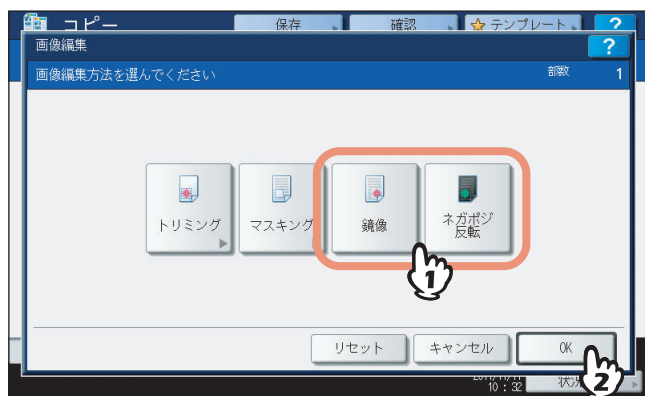 コピー 保存 確認 テンプレート ?
画像編集 ?
画像編集方法を選んでください 部数 1
トリミング マスキング 鏡像 ネガポジ
反転
1
リセット キャンセル OK
2
10:32